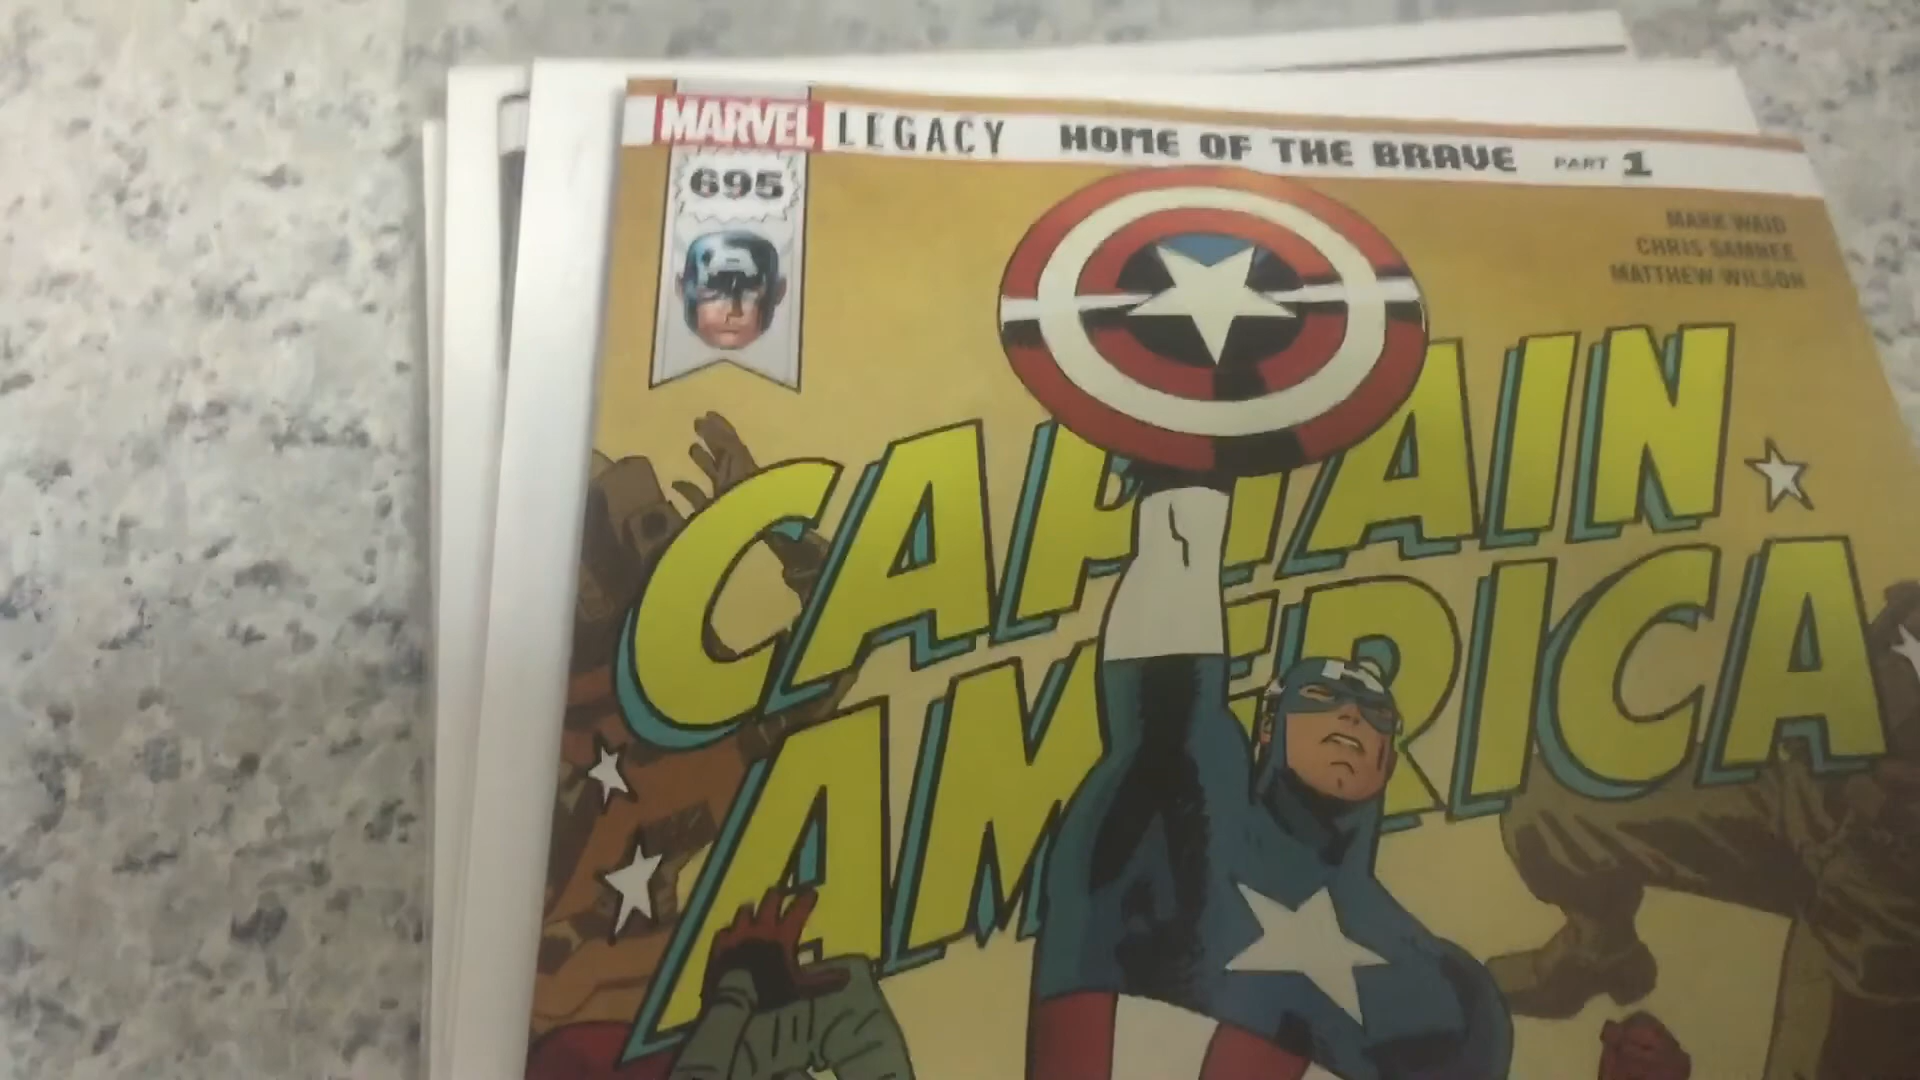 MARVEL LEGACY HOME OF THE BRAVE PART 1
695
MARK WAID
CHRIS SAMNEE
MATTHEW WILSON
CAPTAIN
AMERICA